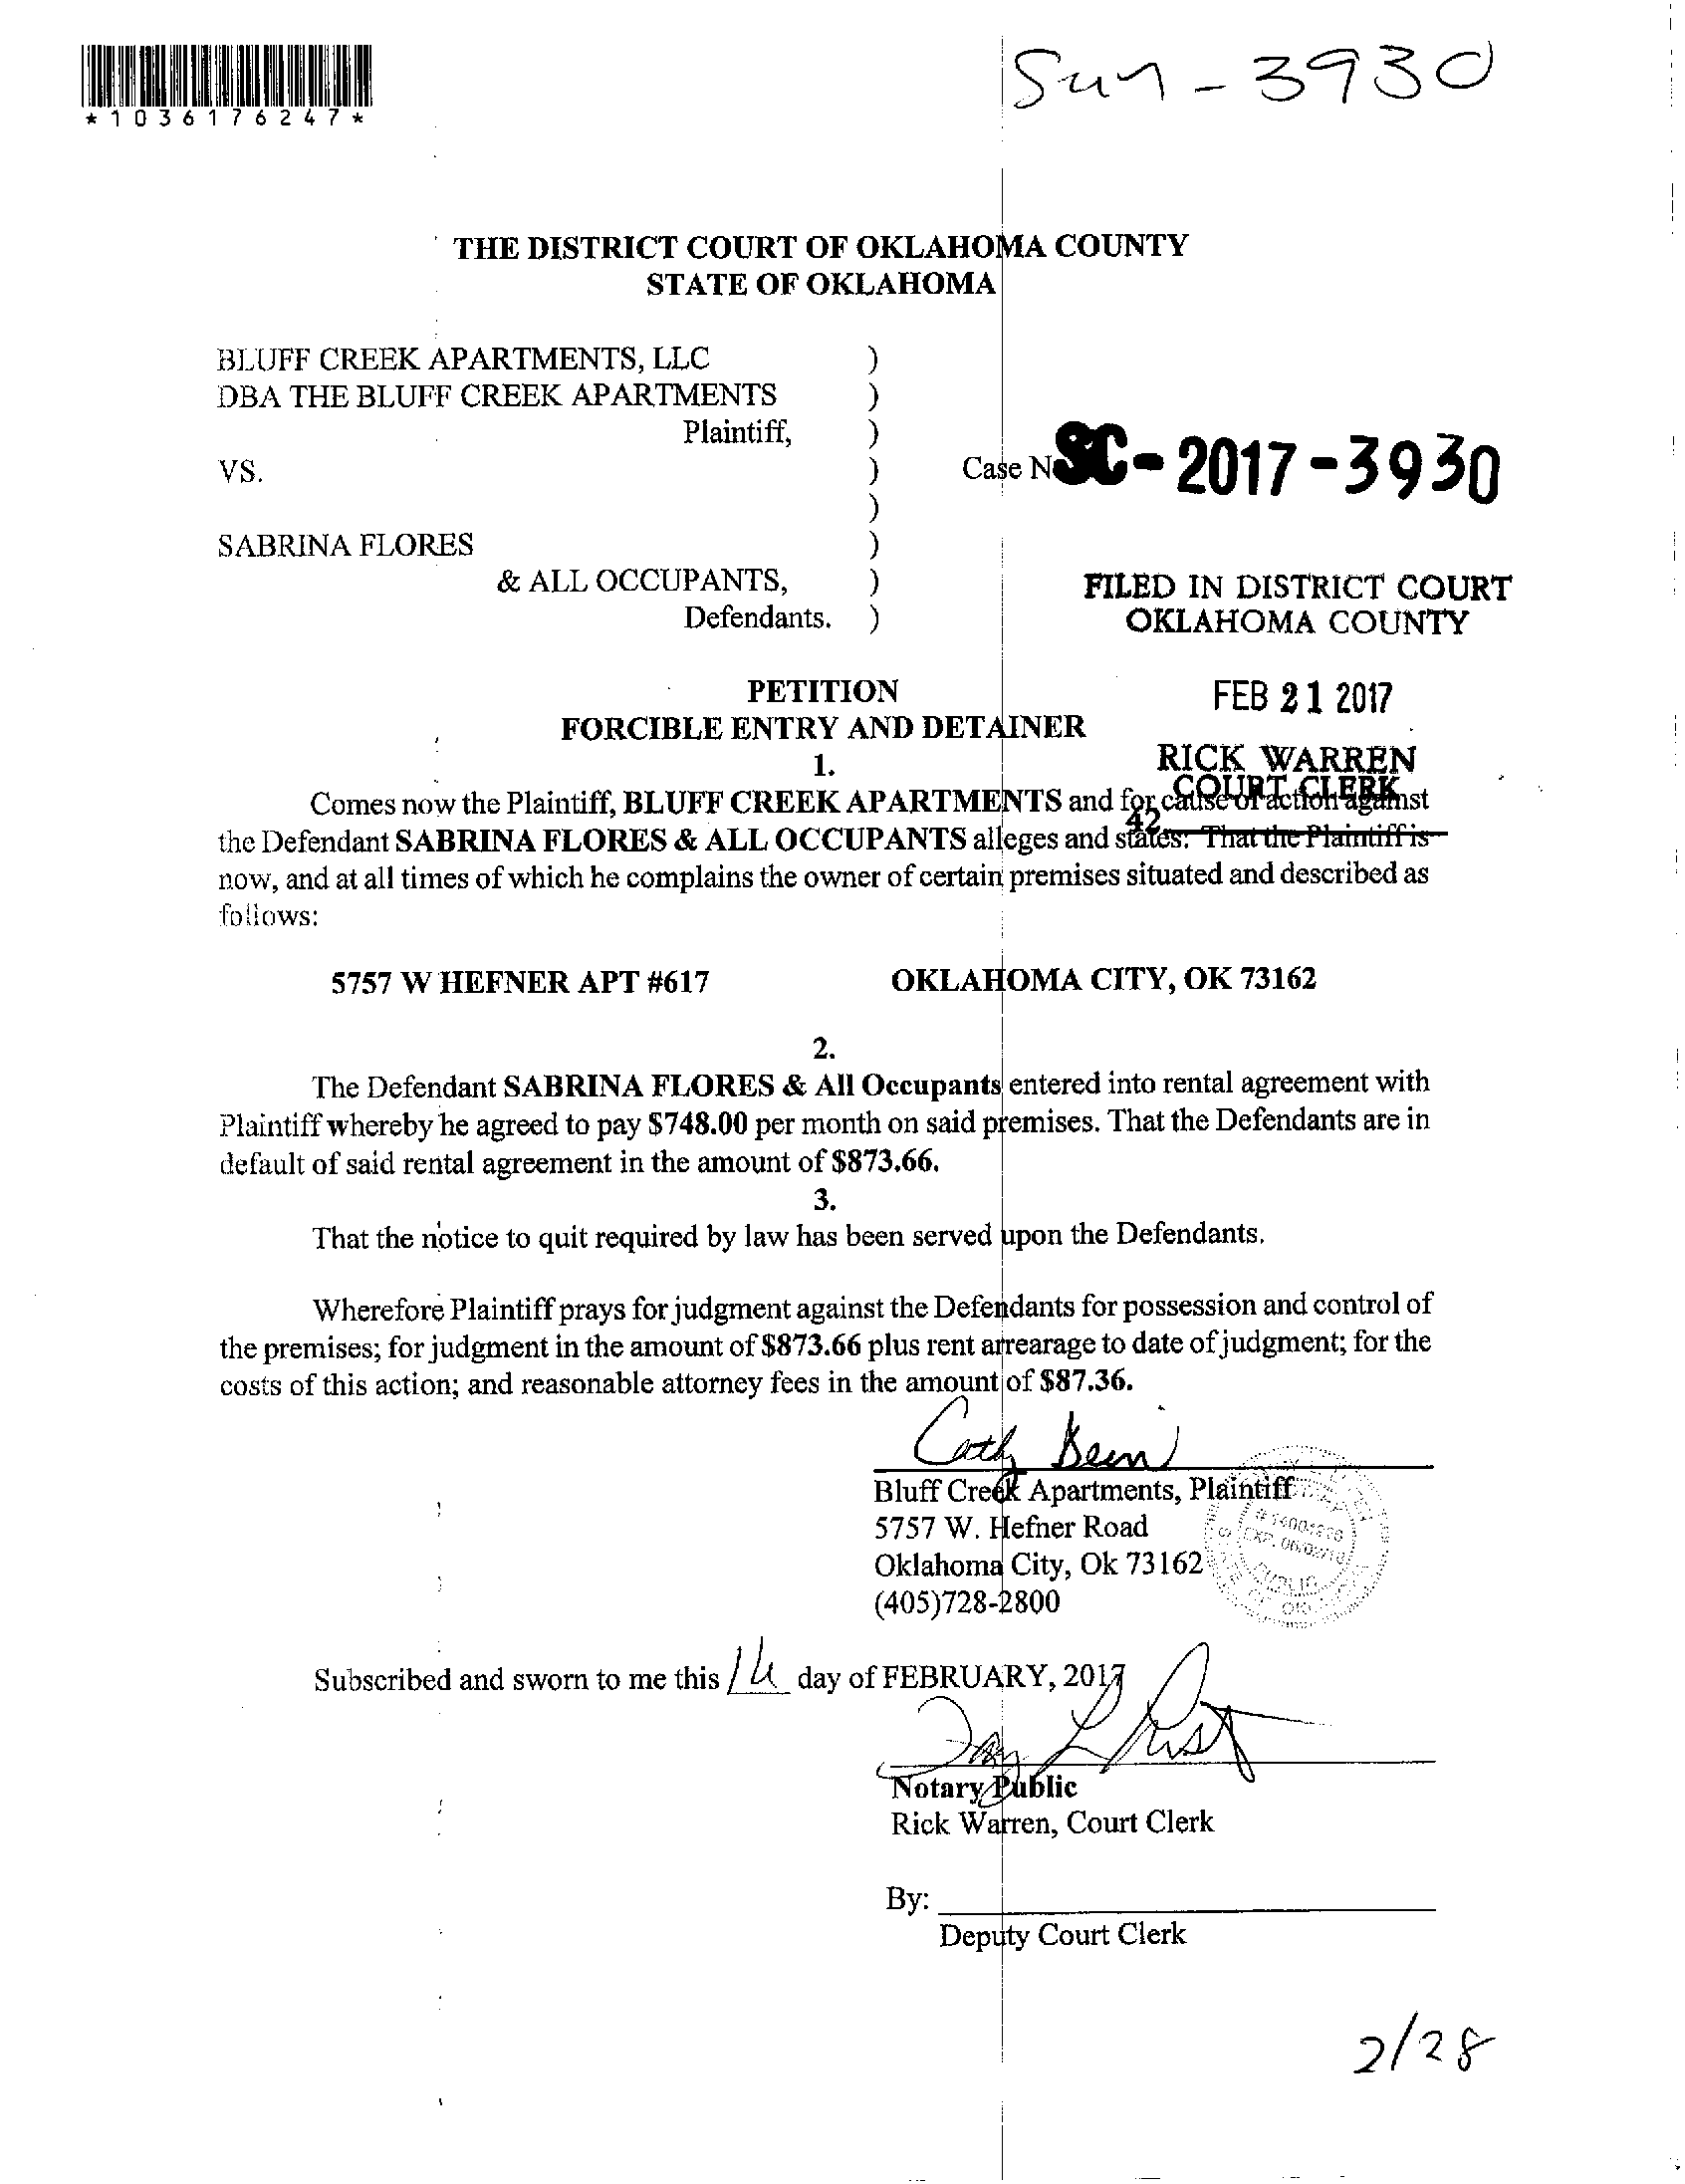 *1036176247*
Sun - 3930
THE DISTRICT COURT OF OKLAHOMA COUNTY
STATE OF OKLAHOMA
BLUFF CREEK APARTMENTS, LLC )
DBA THE BLUFF CREEK APARTMENTS )
Plaintiff, )
VS. )
)
Case No SC-2017-3930
SABRINA FLORES )
& ALL OCCUPANTS, )
Defendants. )
FILED IN DISTRICT COURT
OKLAHOMA COUNTY
FEB 21 2017
RICK WARREN
COURT CLERK
42
PETITION
FORCIBLE ENTRY AND DETAINER
1.
Comes now the Plaintiff, BLUFF CREEK APARTMENTS and for cause of action against
the Defendant SABRINA FLORES & ALL OCCUPANTS alleges and states: That the Plaintiff is
now, and at all times of which he complains the owner of certain premises situated and described as
follows:
5757 W HEFNER APT #617 OKLAHOMA CITY, OK 73162
2.
The Defendant SABRINA FLORES & All Occupants entered into rental agreement with
Plaintiff whereby he agreed to pay $748.00 per month on said premises. That the Defendants are in
default of said rental agreement in the amount of $873.66.
3.
That the notice to quit required by law has been served upon the Defendants.
Wherefore Plaintiff prays for judgment against the Defendants for possession and control of
the premises; for judgment in the amount of $873.66 plus rent arrearage to date of judgment; for the
costs of this action; and reasonable attorney fees in the amount of $87.36.
Cathy Bein
Bluff Creek Apartments, Plaintiff
5757 W. Hefner Road
Oklahoma City, Ok 73162
(405)728-2800
PUBLIC
Subscribed and sworn to me this day of FEBRUARY, 2017
Notary Public
Rick Warren, Court Clerk
By:
Deputy Court Clerk
2/28